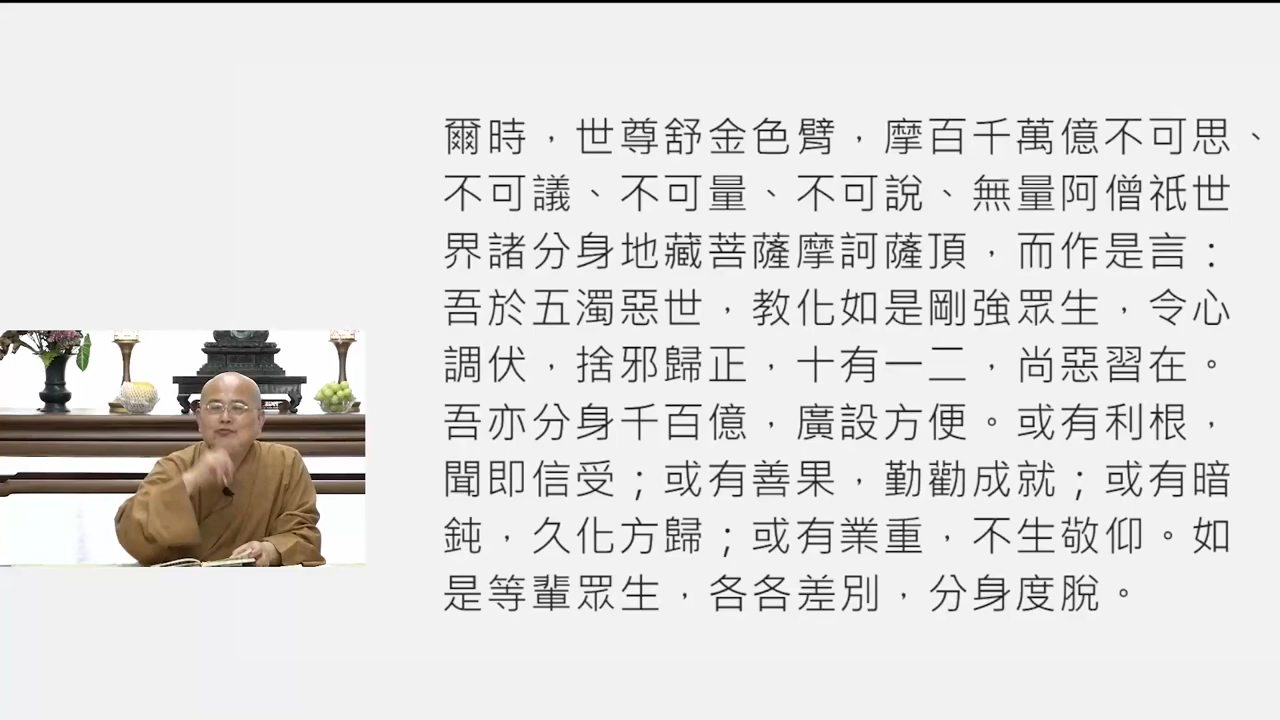 爾時，世尊舒金色臂，摩百千萬億不可思、
不可議、不可量、不可說、無量阿僧祇世
界諸分身地藏菩薩摩訶薩頂，而作是言：
吾於五濁惡世，教化如是剛強眾生，令心
調伏，捨邪歸正，十有一二，尚惡習在。
吾亦分身千百億，廣設方便。或有利根，
聞即信受；或有善果，勤勸成就；或有暗
鈍，久化方歸；或有業重，不生敬仰。如
是等輩眾生，各各差別，分身度脫。